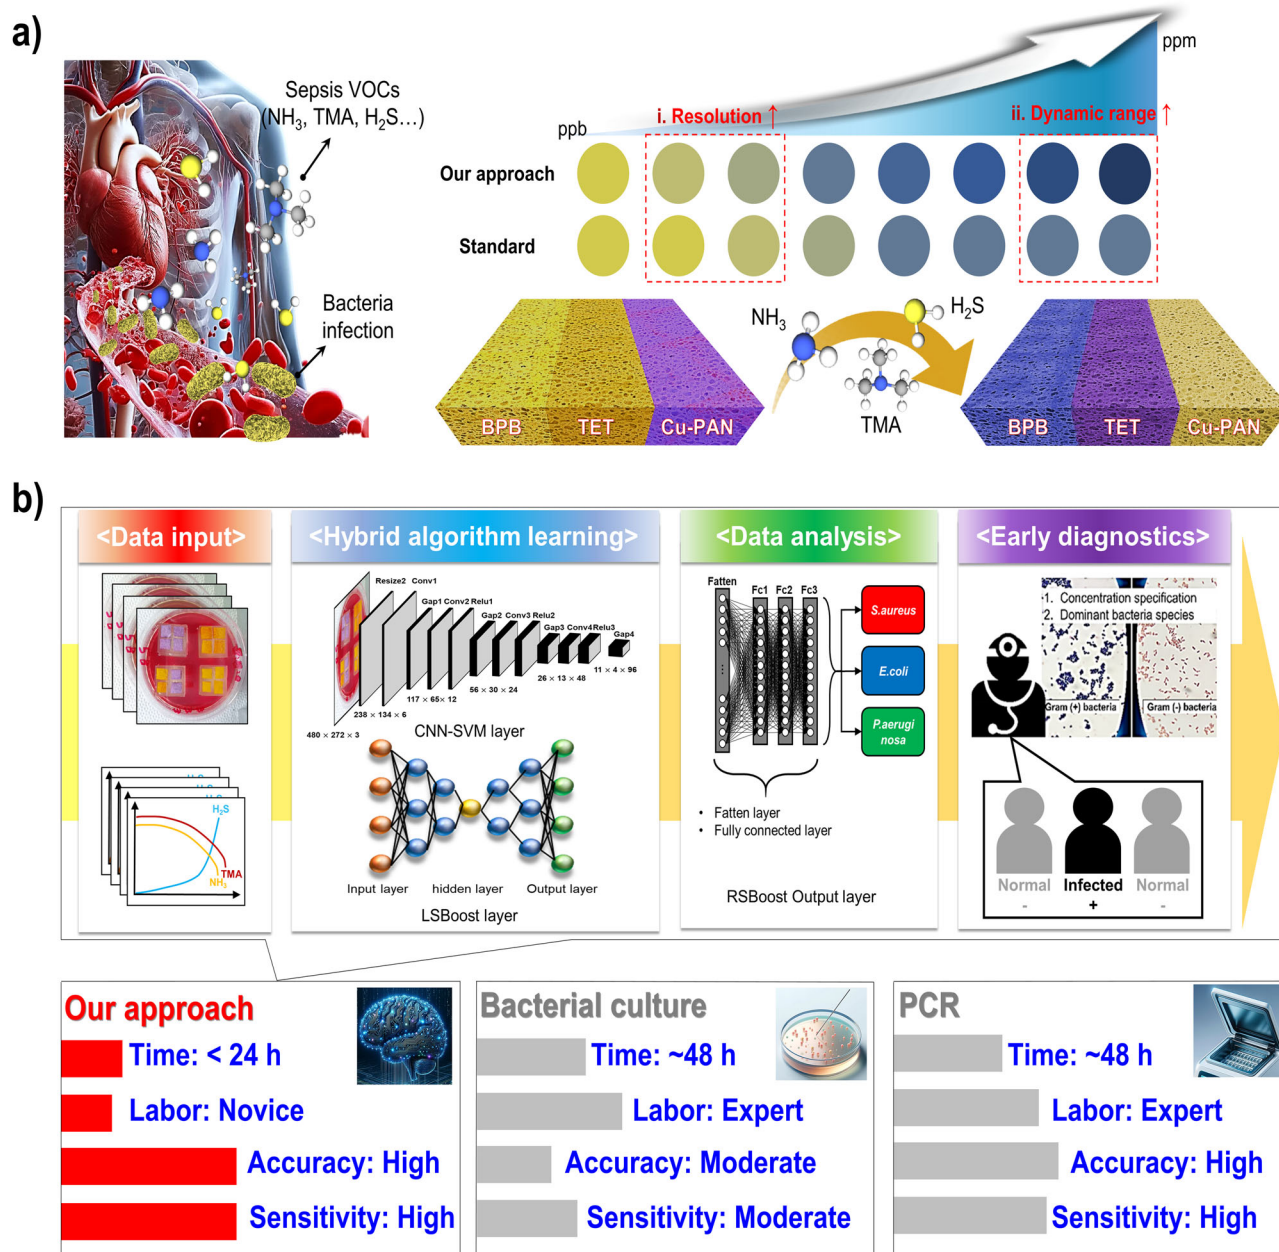 a)
Sepsis VOCs
(NH₃, TMA, H₂S…)
Bacteria
infection
ppb
ppm
i. Resolution ↑
ii. Dynamic range ↑
Our approach
Standard
BPB
TET
Cu-PAN
NH₃
H₂S
TMA
BPB
TET
Cu-PAN
b)
<Data input>
<Hybrid algorithm learning>
<Data analysis>
<Early diagnostics>
H₂S
TMA
NH₃
Resize2
Conv1
Gap1
Conv2
Relu1
Gap2
Conv3
Relu2
Gap3
Conv4
Relu3
Gap4
11 × 4 × 96
26 × 13 × 48
56 × 30 × 24
117 × 65 × 12
238 × 134 × 6
480 × 272 × 3
CNN-SVM layer
Input layer
hidden layer
Output layer
LSBoost layer
Fatten
Fc1
Fc2
Fc3
S.aureus
E.coli
P.aerugi
nosa
• Fatten layer
• Fully connected layer
RSBoost Output layer
1. Concentration specification
2. Dominant bacteria species
Gram (+) bacteria
Gram (-) bacteria
Normal
Infected
Normal
-
+
-
Our approach
Time: < 24 h
Labor: Novice
Accuracy: High
Sensitivity: High
Bacterial culture
Time: ~48 h
Labor: Expert
Accuracy: Moderate
Sensitivity: Moderate
PCR
Time: ~48 h
Labor: Expert
Accuracy: High
Sensitivity: High